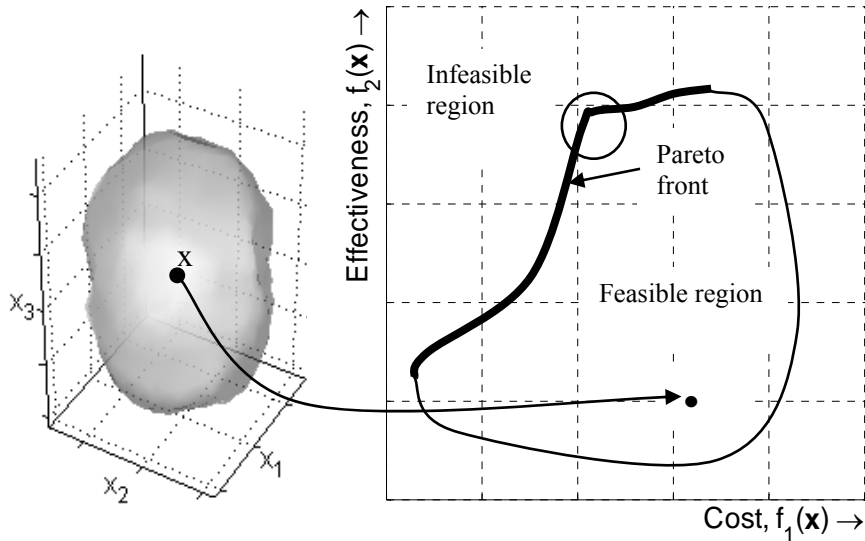 x
x₃
x₂
x₁
Effectiveness, f₂(x) →
Infeasible
region
Pareto
front
Feasible region
Cost, f₁(x) →